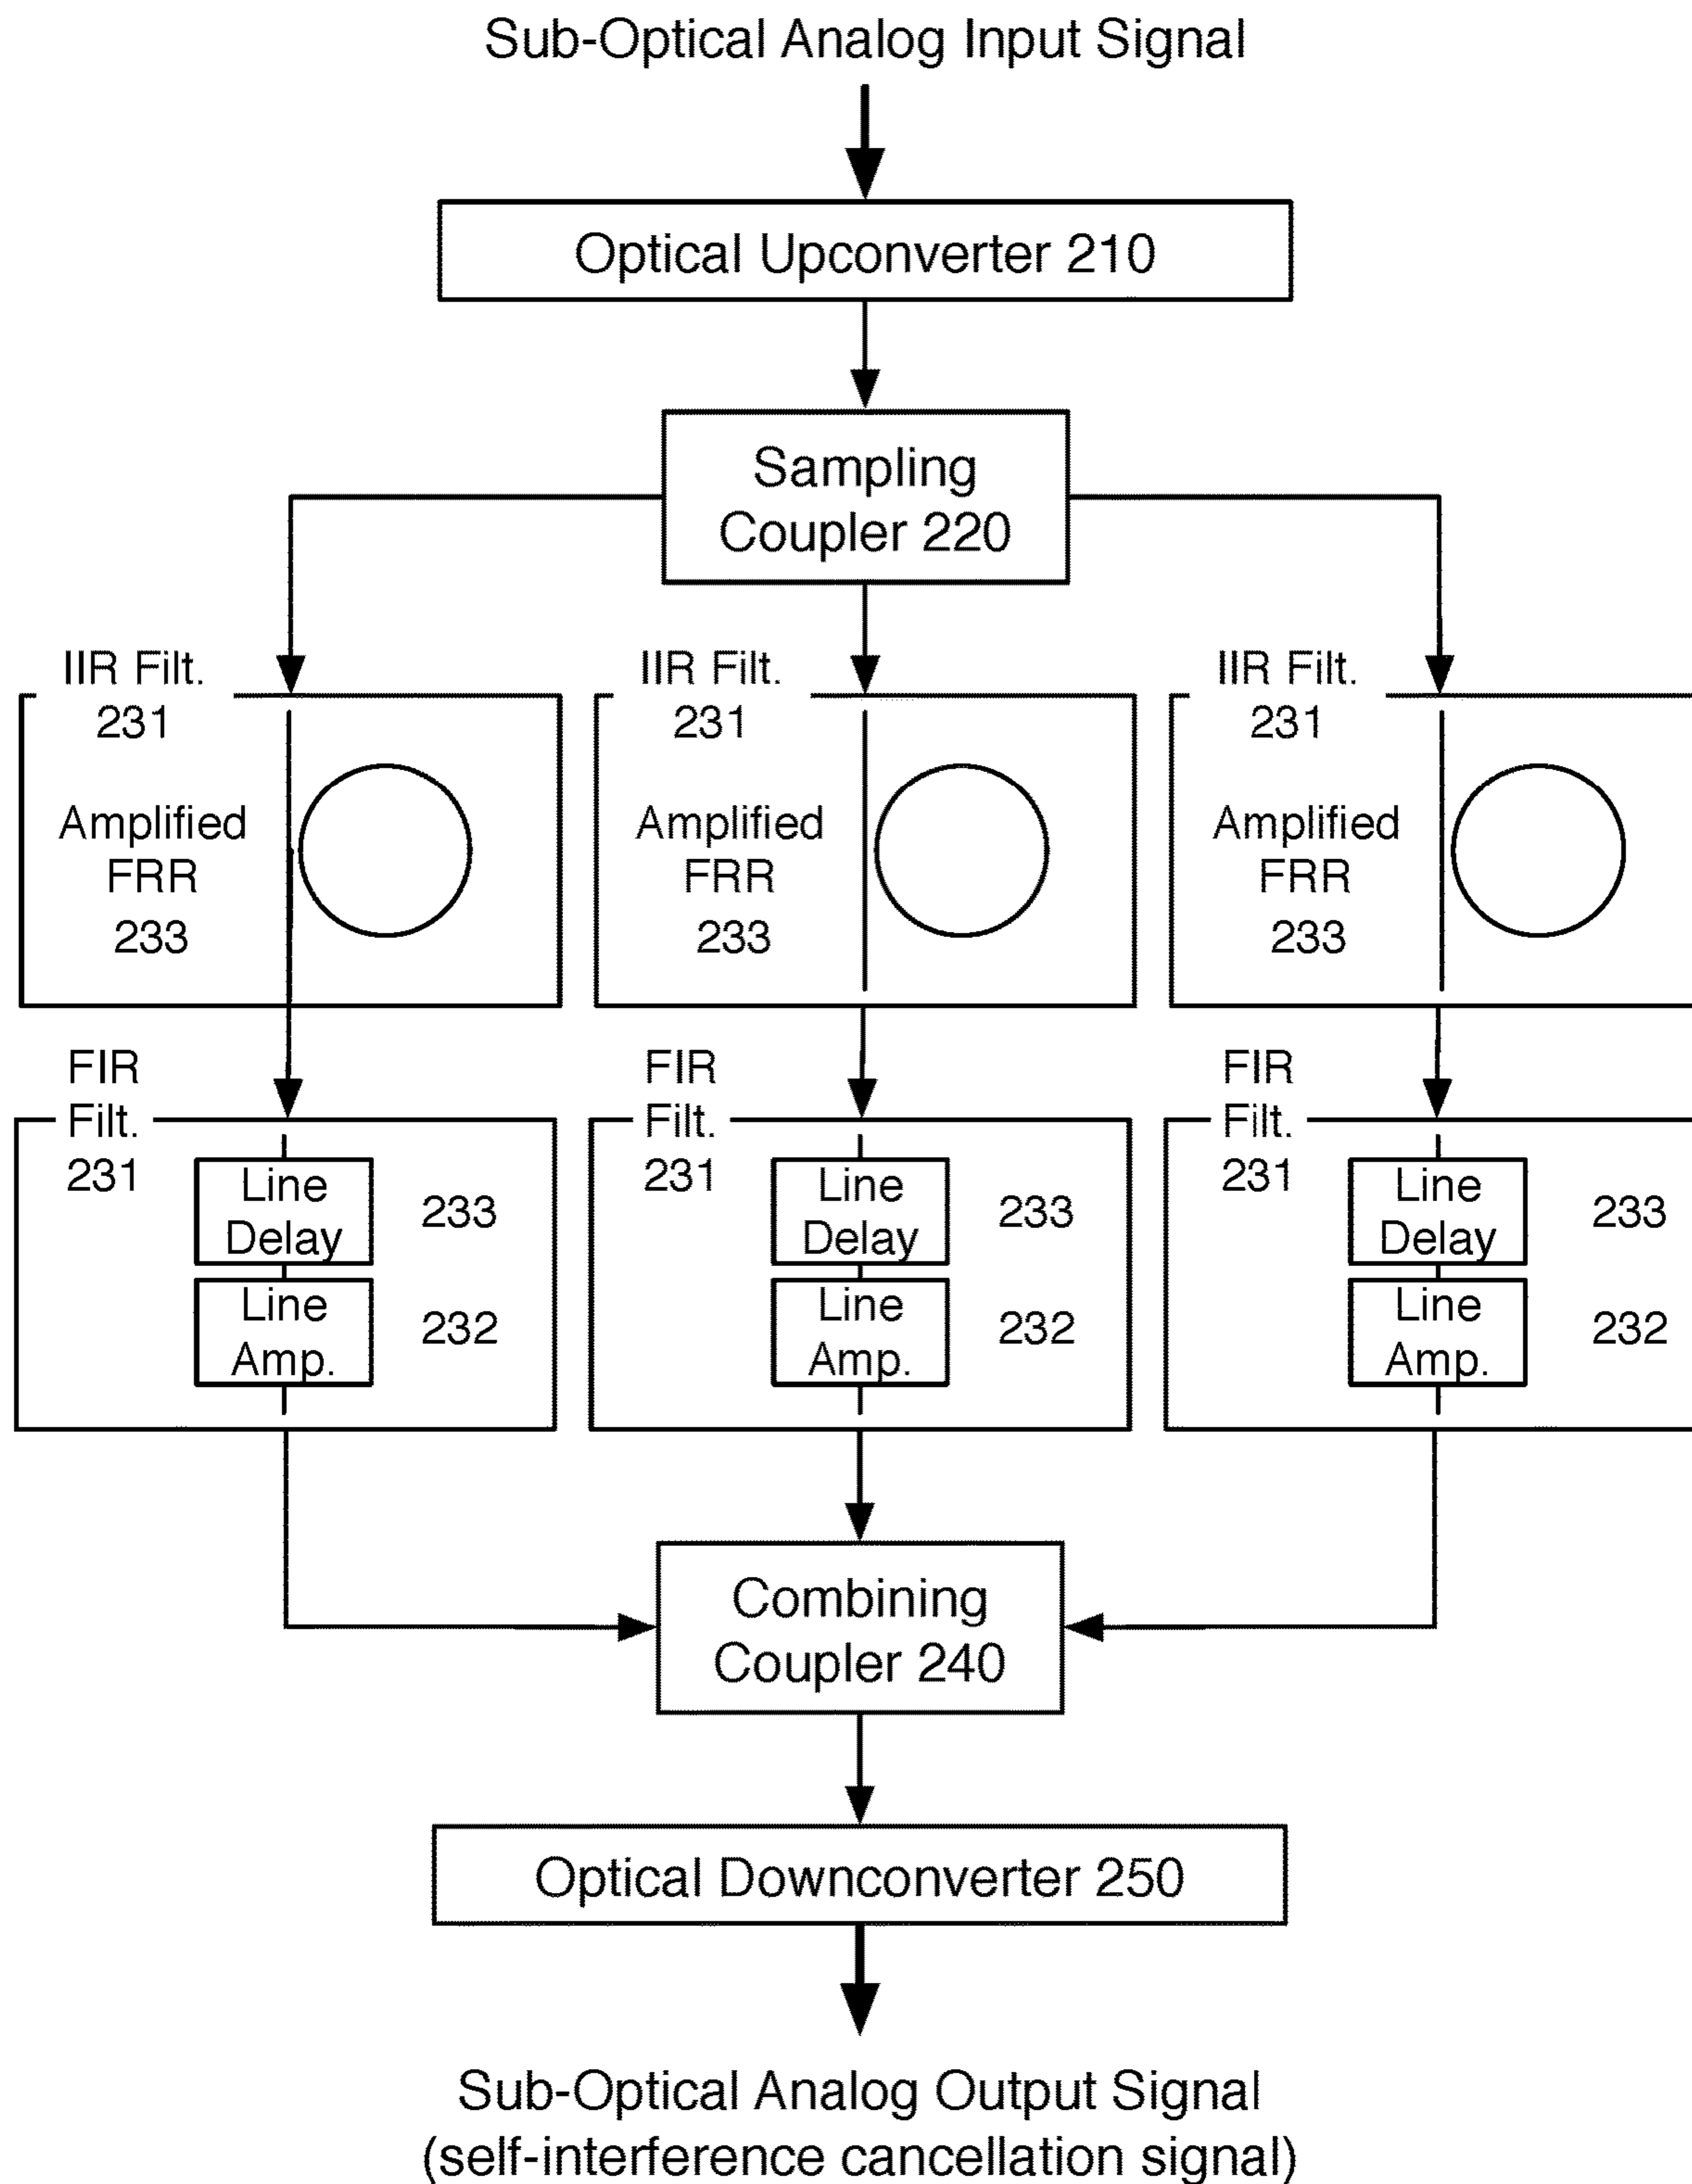 Sub-Optical Analog Input Signal
Optical Upconverter 210
Sampling
Coupler 220
IIR Filt.
231
Amplified
FRR
233
IIR Filt.
231
Amplified
FRR
233
IIR Filt.
231
Amplified
FRR
233
FIR
Filt.
231
Line
Delay
233
Line
Amp.
232
FIR
Filt.
231
Line
Delay
233
Line
Amp.
232
FIR
Filt.
231
Line
Delay
233
Line
Amp.
232
Combining
Coupler 240
Optical Downconverter 250
Sub-Optical Analog Output Signal
(self-interference cancellation signal)